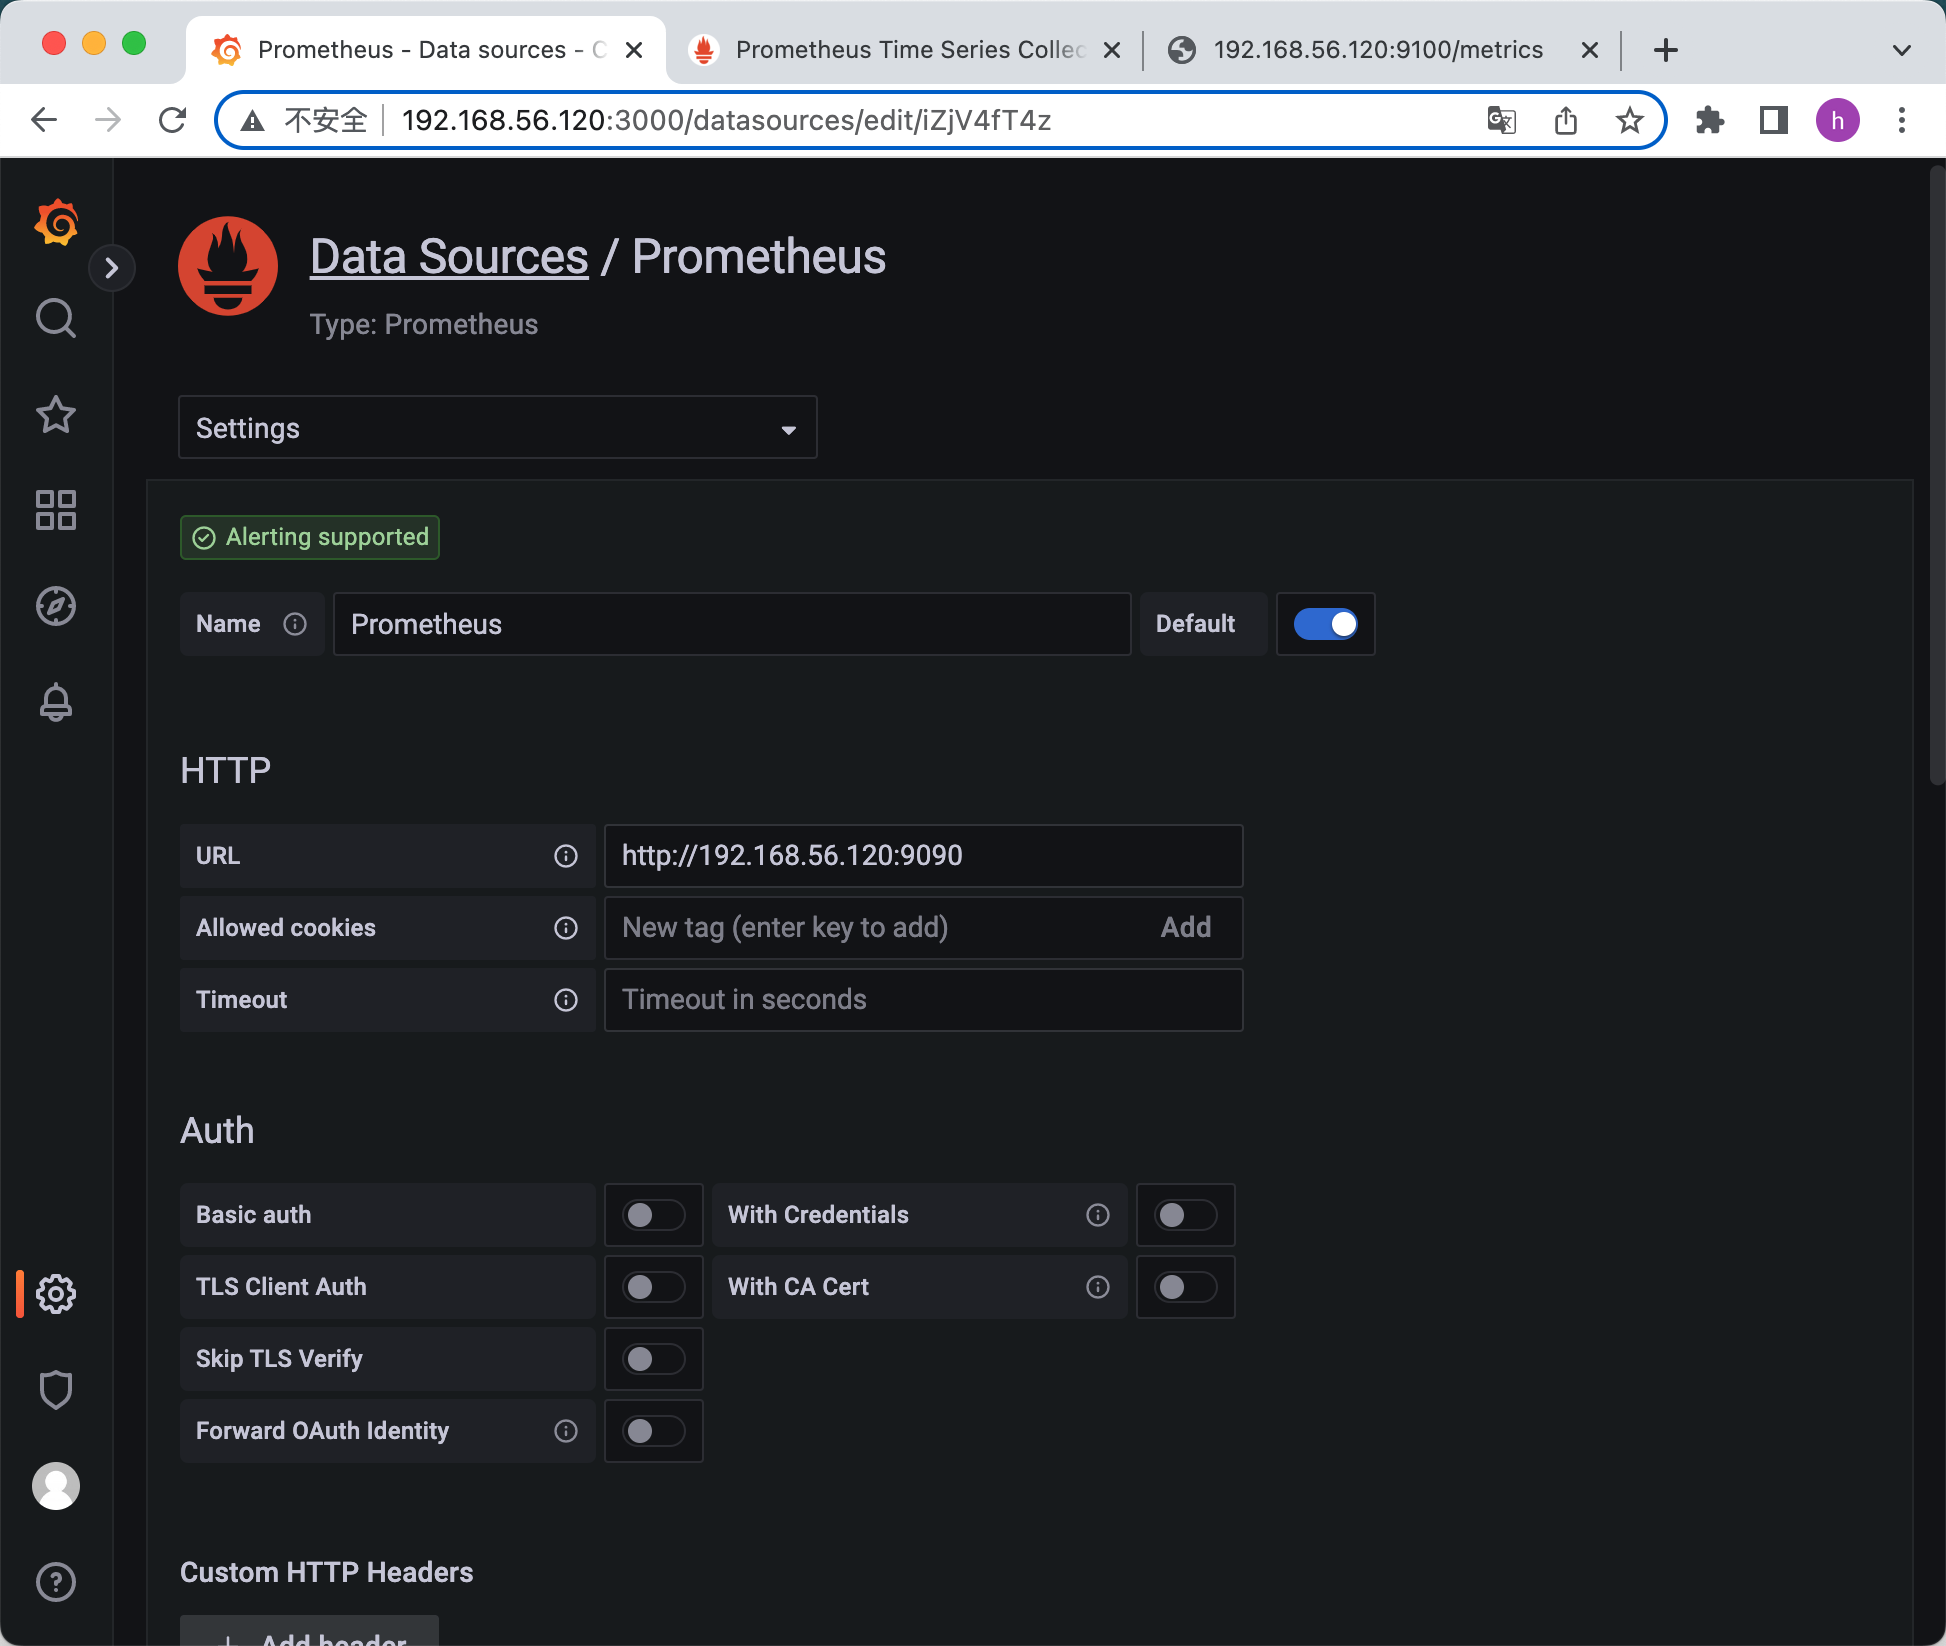 Prometheus - Data sources -
Prometheus Time Series Collec
192.168.56.120:9100/metrics
不安全
192.168.56.120:3000/datasources/edit/iZjV4fT4z
h
Data Sources / Prometheus
Type: Prometheus
Settings
Alerting supported
Name
Prometheus
Default
HTTP
URL
http://192.168.56.120:9090
Allowed cookies
New tag (enter key to add)
Add
Timeout
Timeout in seconds
Auth
Basic auth
With Credentials
TLS Client Auth
With CA Cert
Skip TLS Verify
Forward OAuth Identity
Custom HTTP Headers
Add header